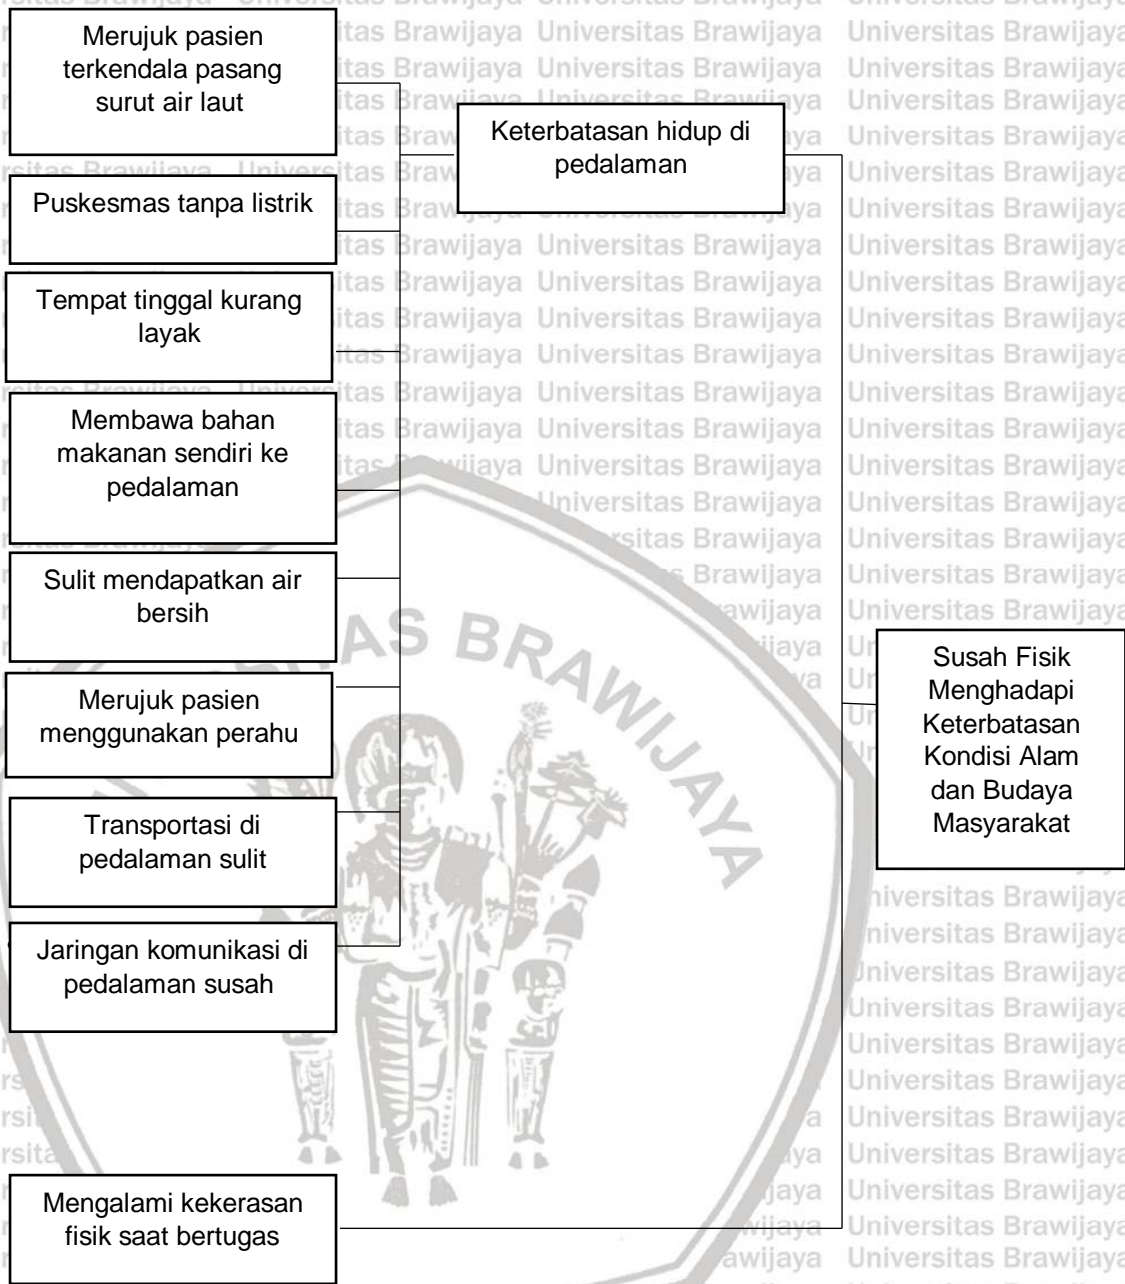 Merujuk pasien
terkendala pasang
surut air laut
Keterbatasan hidup di
pedalaman
Puskesmas tanpa listrik
Tempat tinggal kurang
layak
Membawa bahan
makanan sendiri ke
pedalaman
Sulit mendapatkan air
bersih
Merujuk pasien
menggunakan perahu
Susah Fisik
Menghadapi
Keterbatasan
Kondisi Alam
dan Budaya
Masyarakat
Transportasi di
pedalaman sulit
Jaringan komunikasi di
pedalaman susah
Mengalami kekerasan
fisik saat bertugas